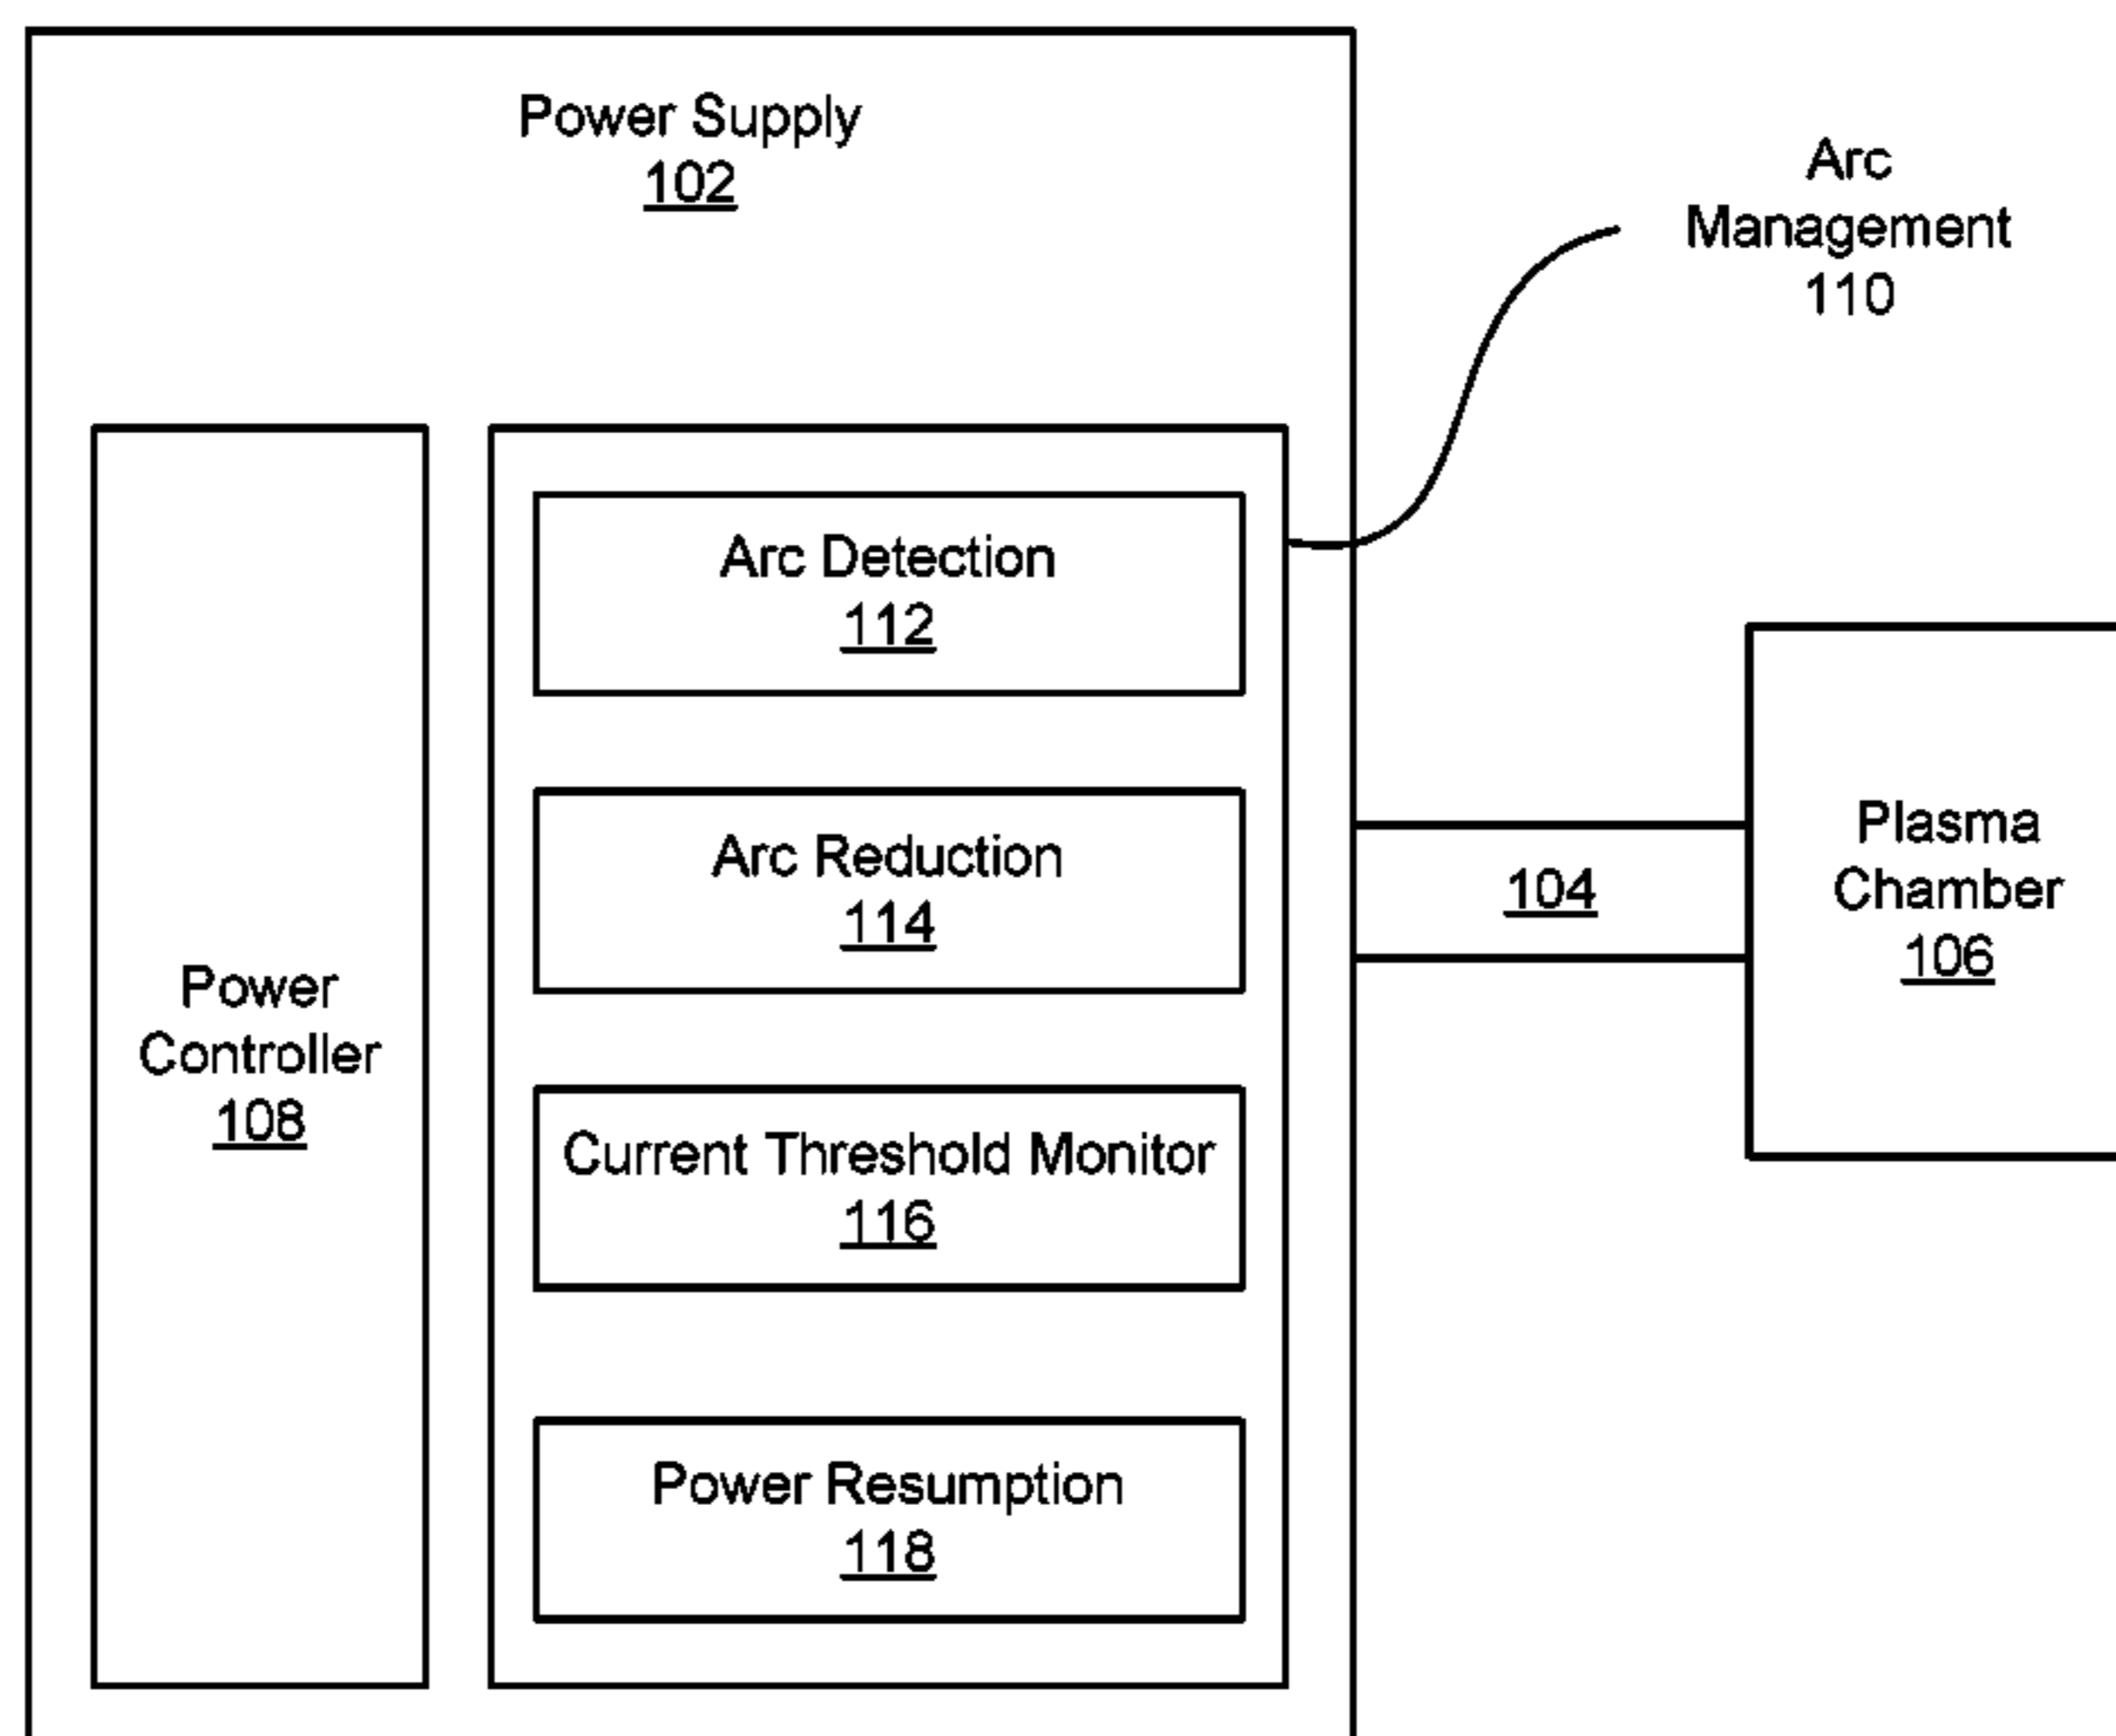 Power Supply
102
Arc
Management
110
Arc Detection
112
Arc Reduction
114
Current Threshold Monitor
116
Power Resumption
118
Power
Controller
108
104
Plasma
Chamber
106